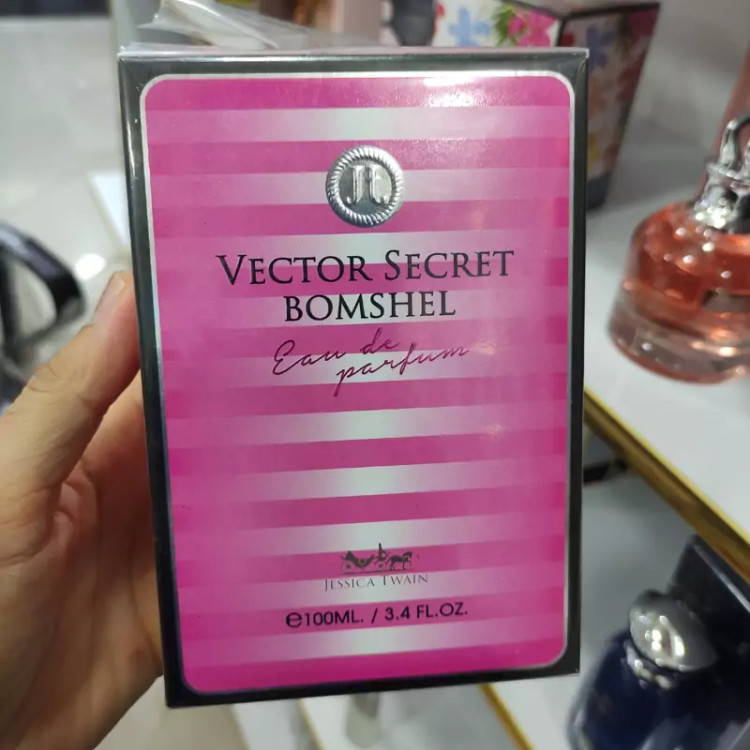 Jt
VECTOR SECRET
BOMSHEL
Eau de
parfum
JESSICA TWAIN
℮100ML. / 3.4 FL.OZ.